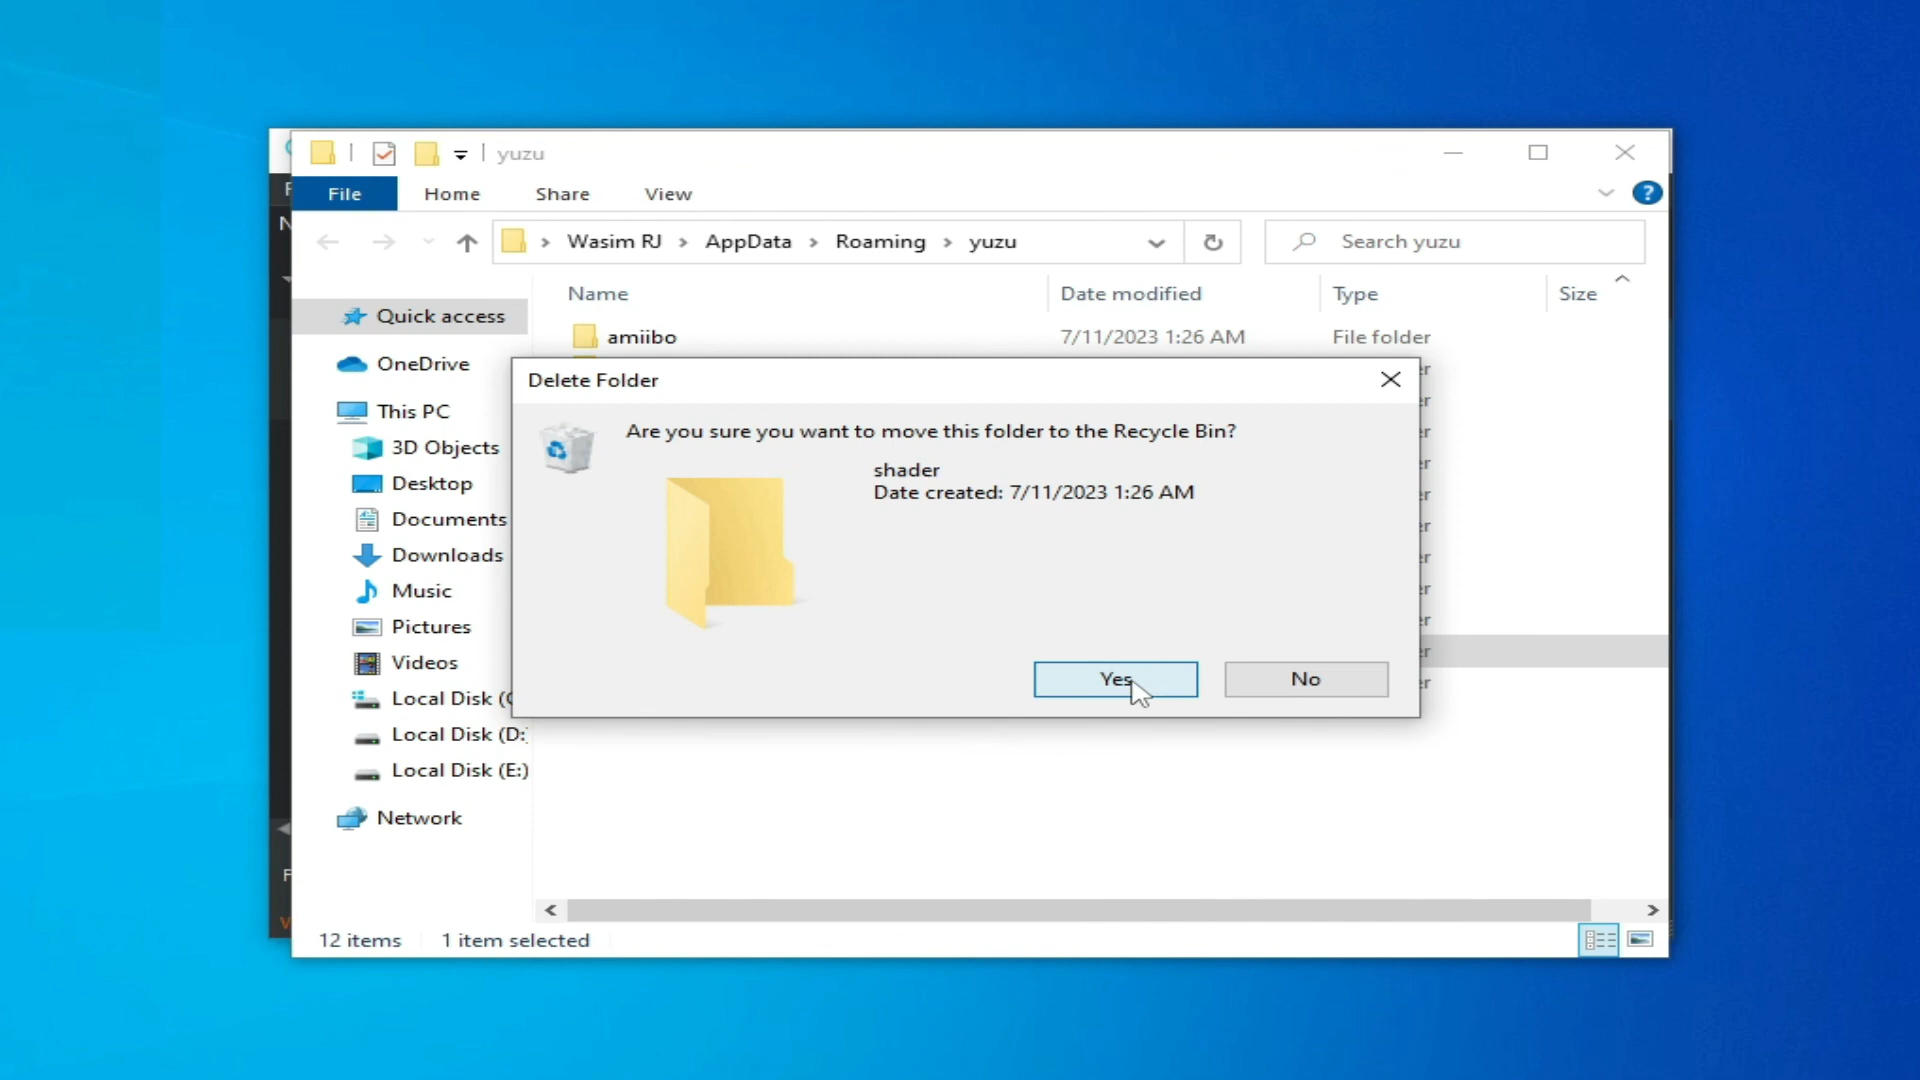 yuzu
File Home Share View
Wasim RJ AppData Roaming yuzu
Search yuzu
Name Date modified Type Size
Quick access
amiibo 7/11/2023 1:26 AM File folder
OneDrive
This PC
3D Objects
Desktop
Documents
Downloads
Music
Pictures
Videos
Local Disk (C
Local Disk (D:
Local Disk (E:)
Network
Delete Folder
Are you sure you want to move this folder to the Recycle Bin?
shader
Date created: 7/11/2023 1:26 AM
Yes No
12 items 1 item selected